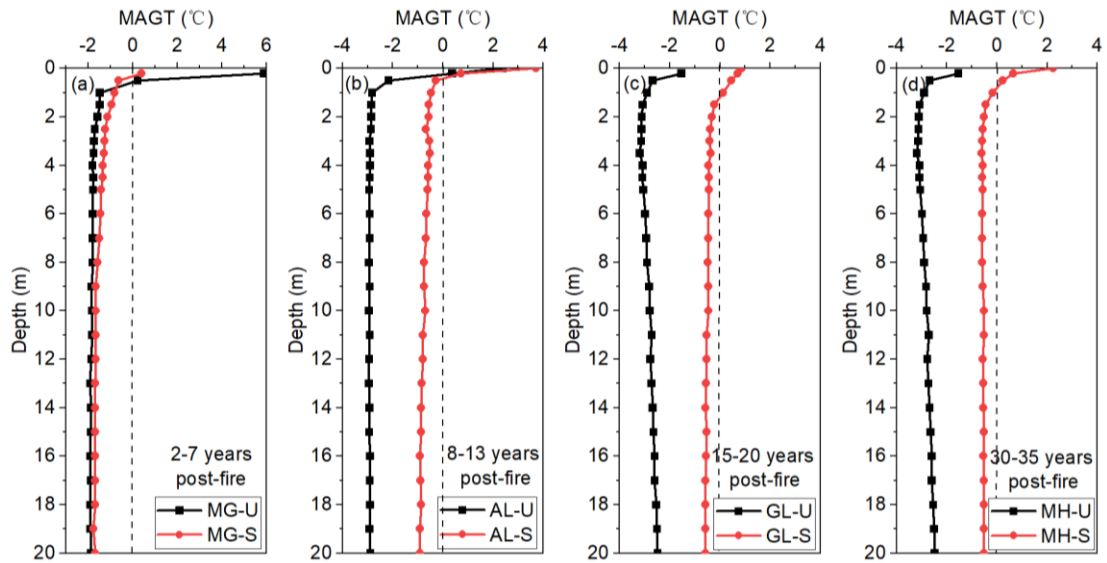 MAGT (℃)
-2 0 2 4 6
(a)
Depth (m)
0
2
4
6
8
10
12
14
16
18
20
2-7 years
post-fire
MG-U
MG-S
MAGT (℃)
-4 -2 0 2 4
(b)
Depth (m)
0
2
4
6
8
10
12
14
16
18
20
8-13 years
post-fire
AL-U
AL-S
MAGT (℃)
-4 -2 0 2 4
(c)
Depth (m)
0
2
4
6
8
10
12
14
16
18
20
15-20 years
post-fire
GL-U
GL-S
MAGT (℃)
-4 -2 0 2 4
(d)
Depth (m)
0
2
4
6
8
10
12
14
16
18
20
30-35 years
post-fire
MH-U
MH-S